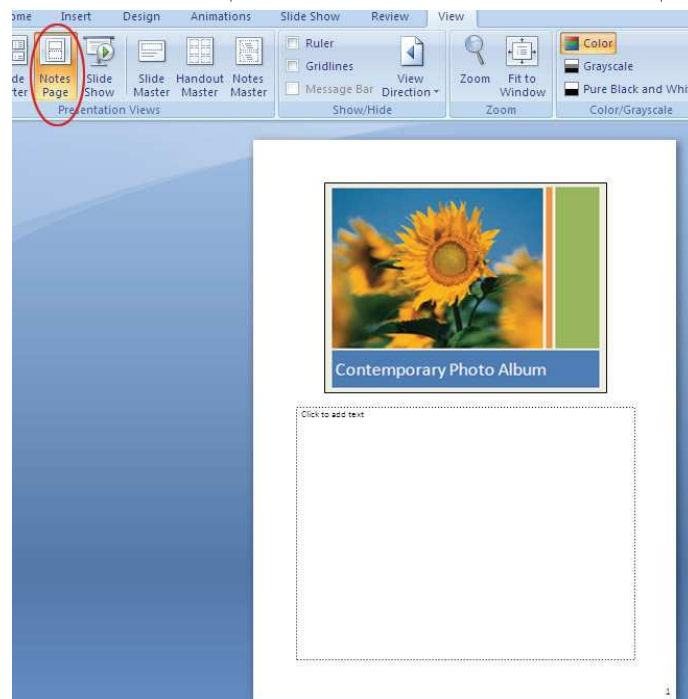 ome Insert Design Animations Slide Show Review View
de Notes Slide Slide Handout Notes Ruler View Zoom Fit to Color
ter Page Show Master Master Master Gridlines Direction Window Grayscale
Message Bar Pure Black and Whi
Presentation Views Show/Hide Zoom Color/Grayscale
Contemporary Photo Album
Click to add text
1